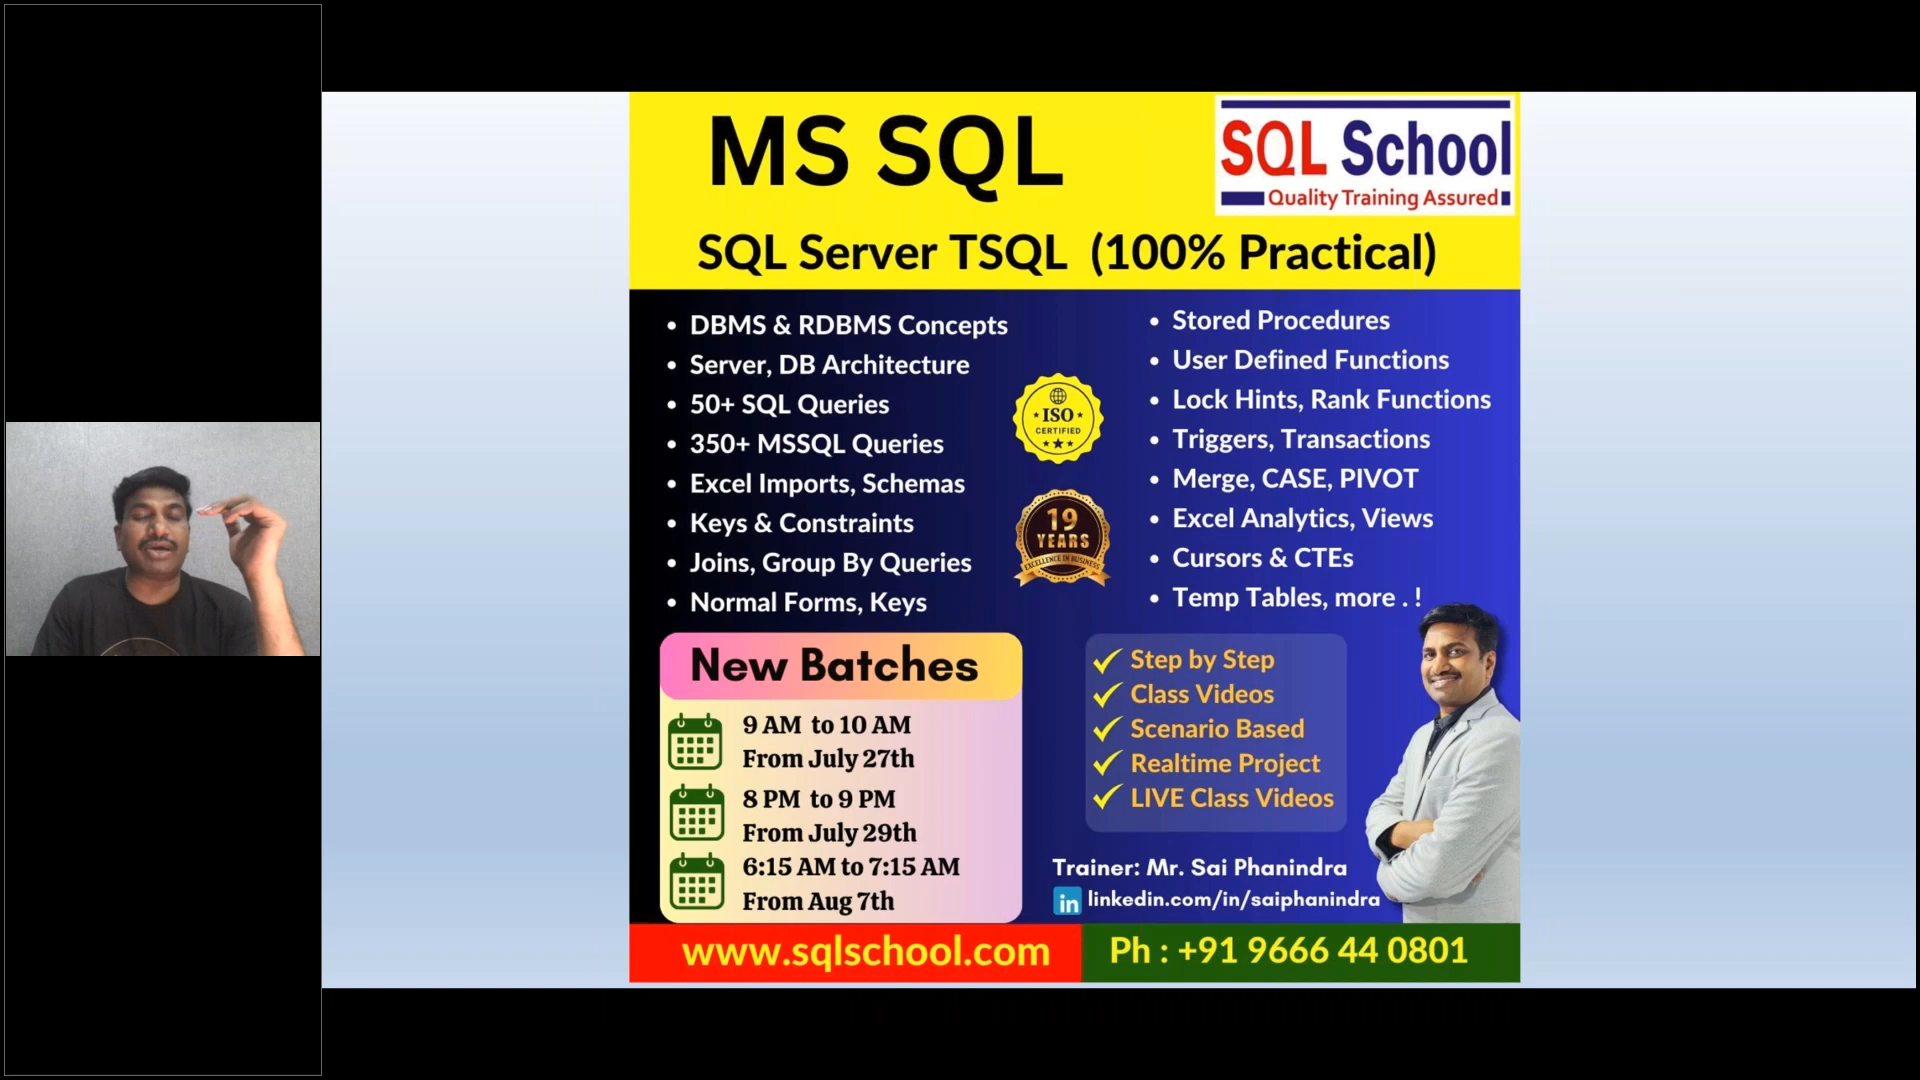 MS SQL
SQL School
Quality Training Assured
SQL Server TSQL (100% Practical)
• DBMS & RDBMS Concepts
• Server, DB Architecture
• 50+ SQL Queries
• 350+ MSSQL Queries
• Excel Imports, Schemas
• Keys & Constraints
• Joins, Group By Queries
• Normal Forms, Keys
ISO
CERTIFIED
19
YEARS
EXCELLENCE IN BUSINESS
• Stored Procedures
• User Defined Functions
• Lock Hints, Rank Functions
• Triggers, Transactions
• Merge, CASE, PIVOT
• Excel Analytics, Views
• Cursors & CTEs
• Temp Tables, more . !
New Batches
9 AM to 10 AM
From July 27th
8 PM to 9 PM
From July 29th
6:15 AM to 7:15 AM
From Aug 7th
Step by Step
Class Videos
Scenario Based
Realtime Project
LIVE Class Videos
Trainer: Mr. Sai Phanindra
in linkedin.com/in/saiphanindra
www.sqlschool.com
Ph : +91 9666 44 0801